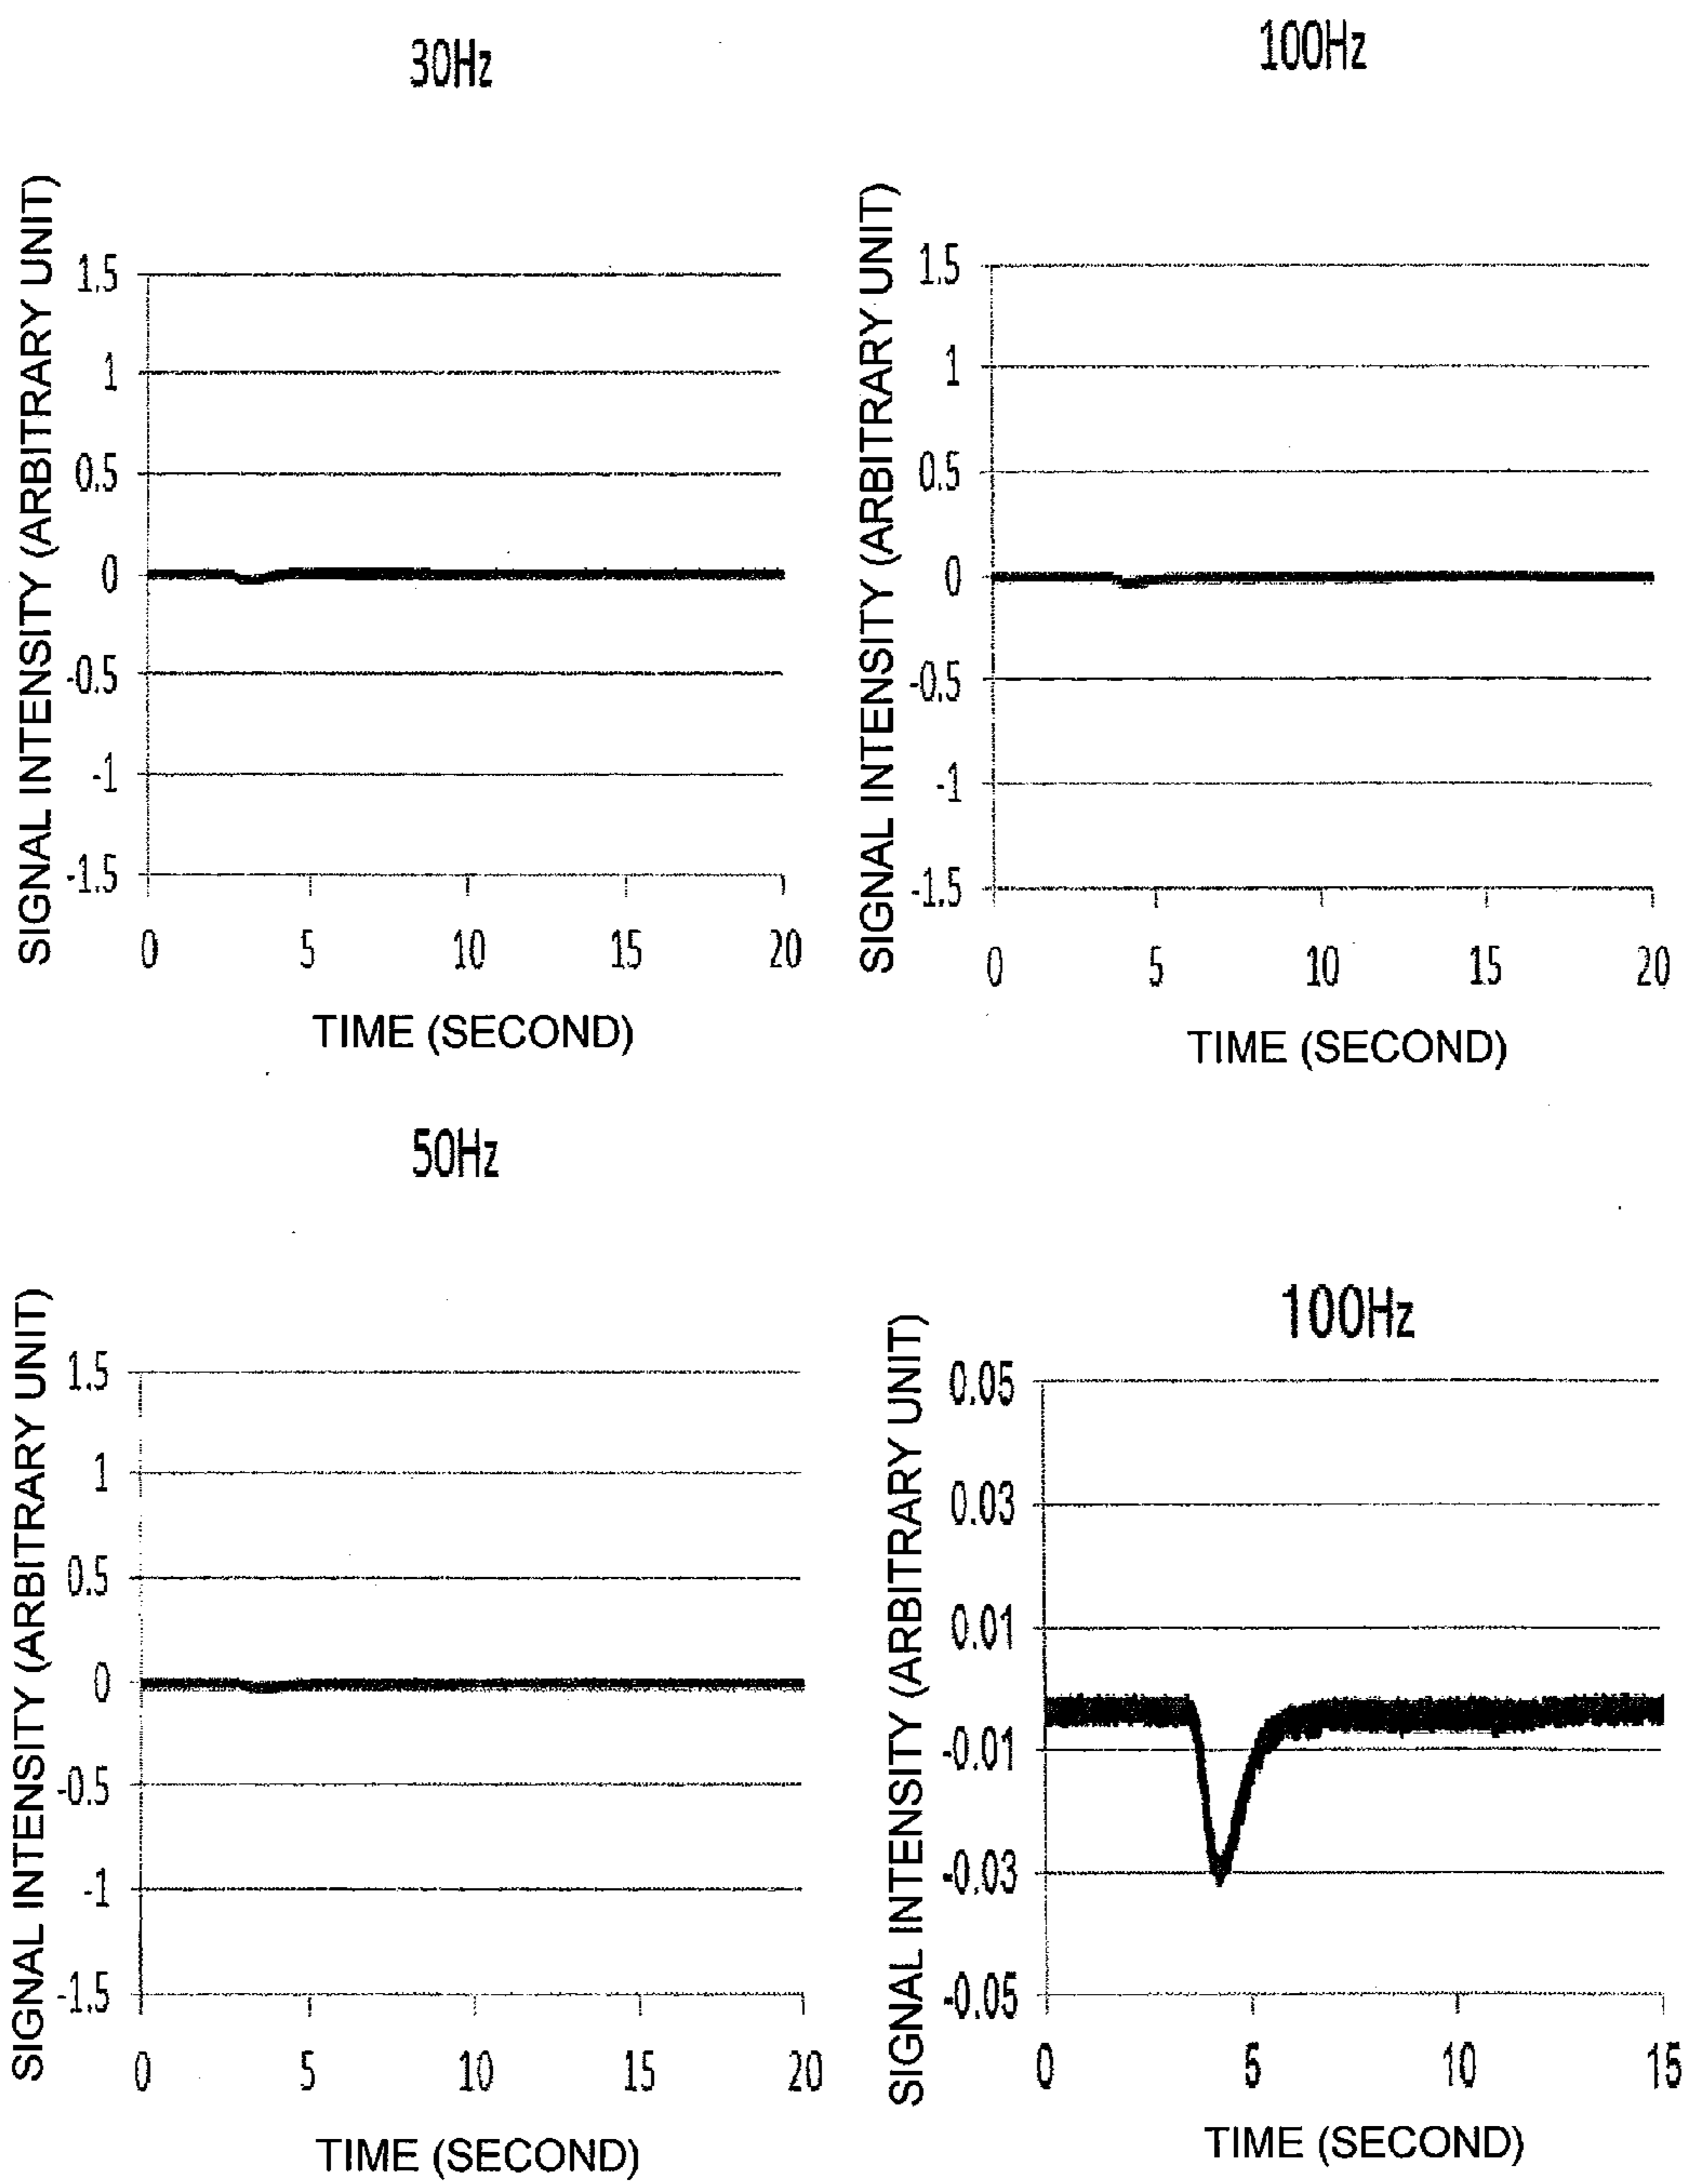 30Hz
SIGNAL INTENSITY (ARBITRARY UNIT)
1.5
1
0.5
0
-0.5
-1
-1.5
0 5 10 15 20
TIME (SECOND)
100Hz
SIGNAL INTENSITY (ARBITRARY UNIT)
1.5
1
0.5
0
-0.5
-1
-1.5
0 5 10 15 20
TIME (SECOND)
50Hz
SIGNAL INTENSITY (ARBITRARY UNIT)
1.5
1
0.5
0
-0.5
-1
-1.5
0 5 10 15 20
TIME (SECOND)
100Hz
SIGNAL INTENSITY (ARBITRARY UNIT)
0.05
0.03
0.01
-0.01
-0.03
-0.05
0 5 10 15
TIME (SECOND)